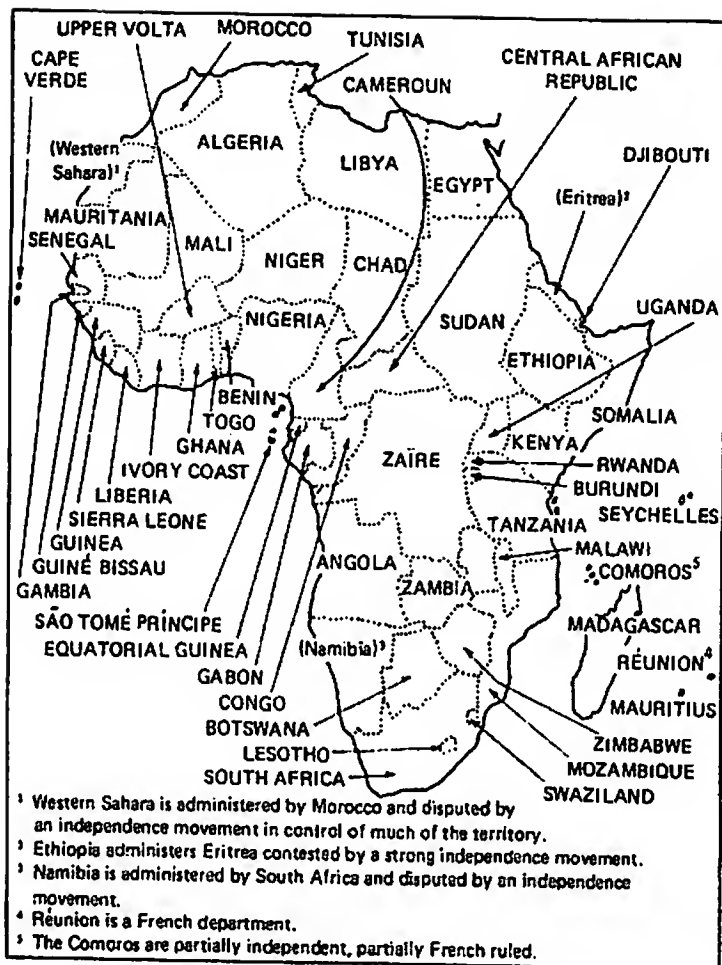 UPPER VOLTA
MOROCCO
TUNISIA
CAPE
VERDE
CAMEROUN
CENTRAL AFRICAN
REPUBLIC
ALGERIA
LIBYA
EGYPT
DJIBOUTI
(Western
Sahara)¹
(Eritrea)²
MAURITANIA
SENEGAL
MALI
NIGER
CHAD
SUDAN
UGANDA
NIGERIA
ETHIOPIA
BENIN
TOGO
GHANA
IVORY COAST
LIBERIA
SIERRA LEONE
GUINEA
GUINÉ BISSAU
GAMBIA
SOMALIA
KENYA
ZAÏRE
RWANDA
BURUNDI
SEYCHELLES
TANZANIA
MALAWI
ANGOLA
COMOROS⁵
ZAMBIA
SÃO TOMÉ PRÍNCIPE
EQUATORIAL GUINEA
(Namibia)³
GABON
CONGO
BOTSWANA
LESOTHO
SOUTH AFRICA
MADAGASCAR
RÉUNION⁴
MAURITIUS
ZIMBABWE
MOZAMBIQUE
SWAZILAND
¹ Western Sahara is administered by Morocco and disputed by
an independence movement in control of much of the territory.
² Ethiopia administers Eritrea contested by a strong independence movement.
³ Namibia is administered by South Africa and disputed by an independence
movement.
⁴ Réunion is a French department.
⁵ The Comoros are partially independent, partially French ruled.